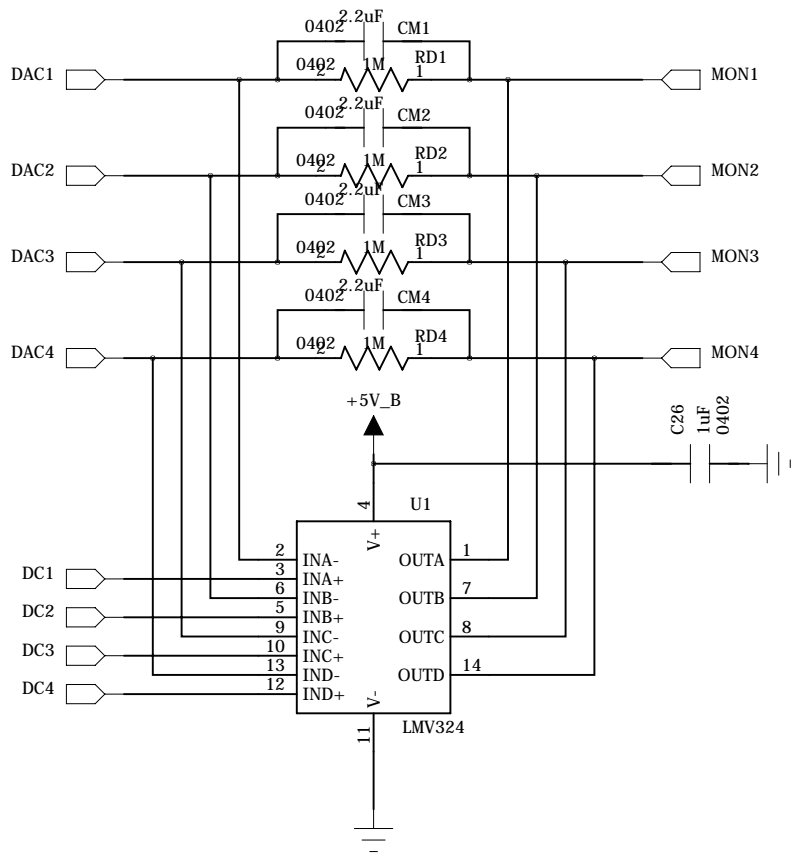 2.2uF
0402 CM1
0402 1M RD1
DAC1 2 1 MON1
2.2uF
0402 CM2
0402 1M RD2
DAC2 2 1 MON2
2.2uF
0402 CM3
0402 1M RD3
DAC3 2 1 MON3
2.2uF
0402 CM4
0402 1M RD4
DAC4 2 1 MON4
+5V_B
C26
1uF
0402
4 U1
V+
2 INA- OUTA 1
DC1 3 INA+
6 INB- OUTB 7
DC2 5 INB+
9 INC- OUTC 8
DC3 10 INC+
13 IND- OUTD 14
DC4 12 IND+
V-
11 LMV324